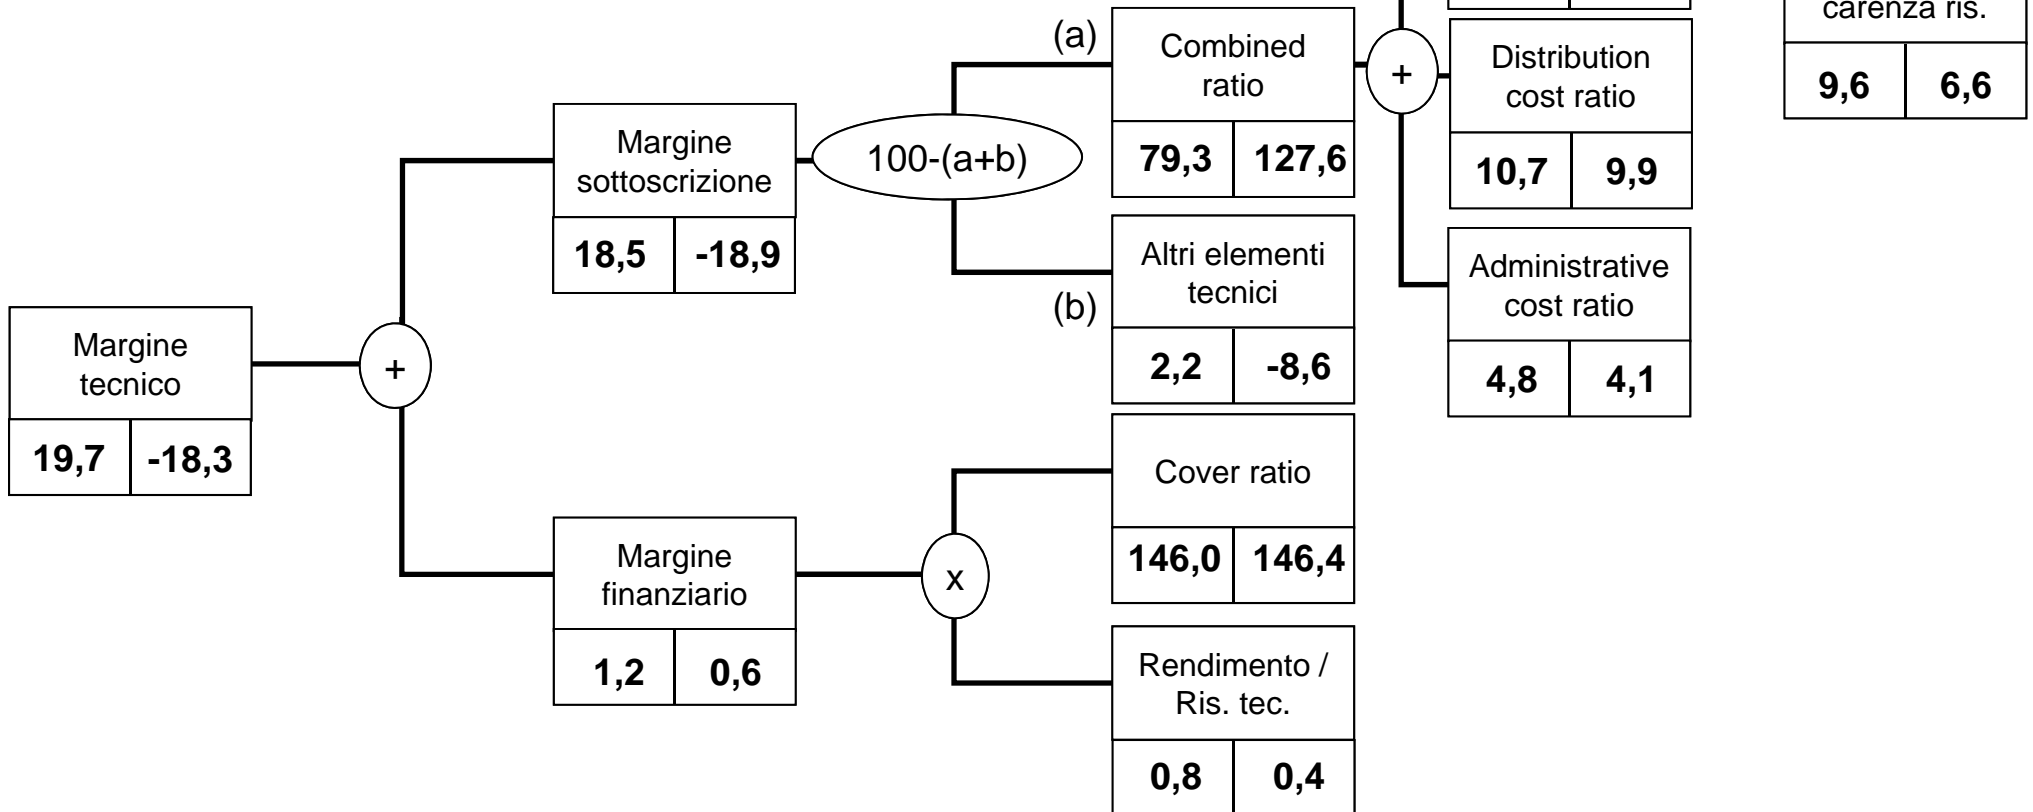 carenza ris.
9,6 6,6
(a)
Combined
ratio
79,3 127,6
+
Distribution
cost ratio
10,7 9,9
Margine
sottoscrizione
18,5 -18,9
100-(a+b)
Altri elementi
tecnici
(b)
2,2 -8,6
Administrative
cost ratio
4,8 4,1
Margine
tecnico
19,7 -18,3
+
Cover ratio
146,0 146,4
Margine
finanziario
1,2 0,6
x
Rendimento /
Ris. tec.
0,8 0,4